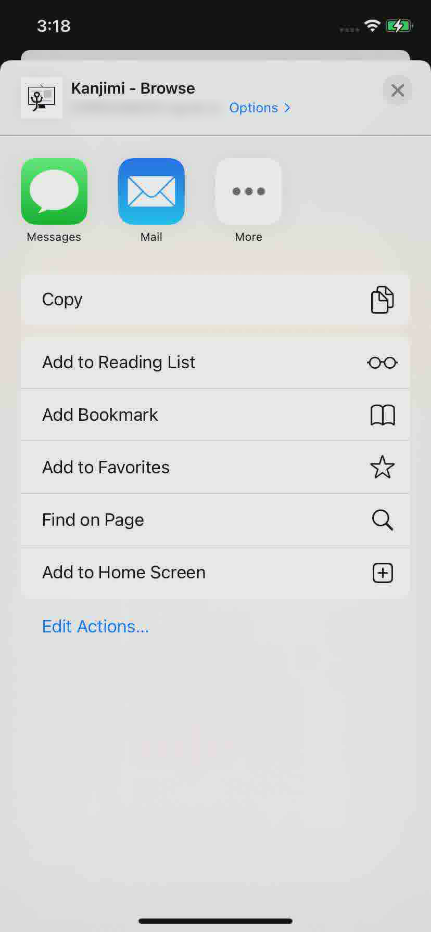 3:18
Kanjimi - Browse
Options >
Messages
Mail
More
Copy
Add to Reading List
Add Bookmark
Add to Favorites
Find on Page
Add to Home Screen
Edit Actions...